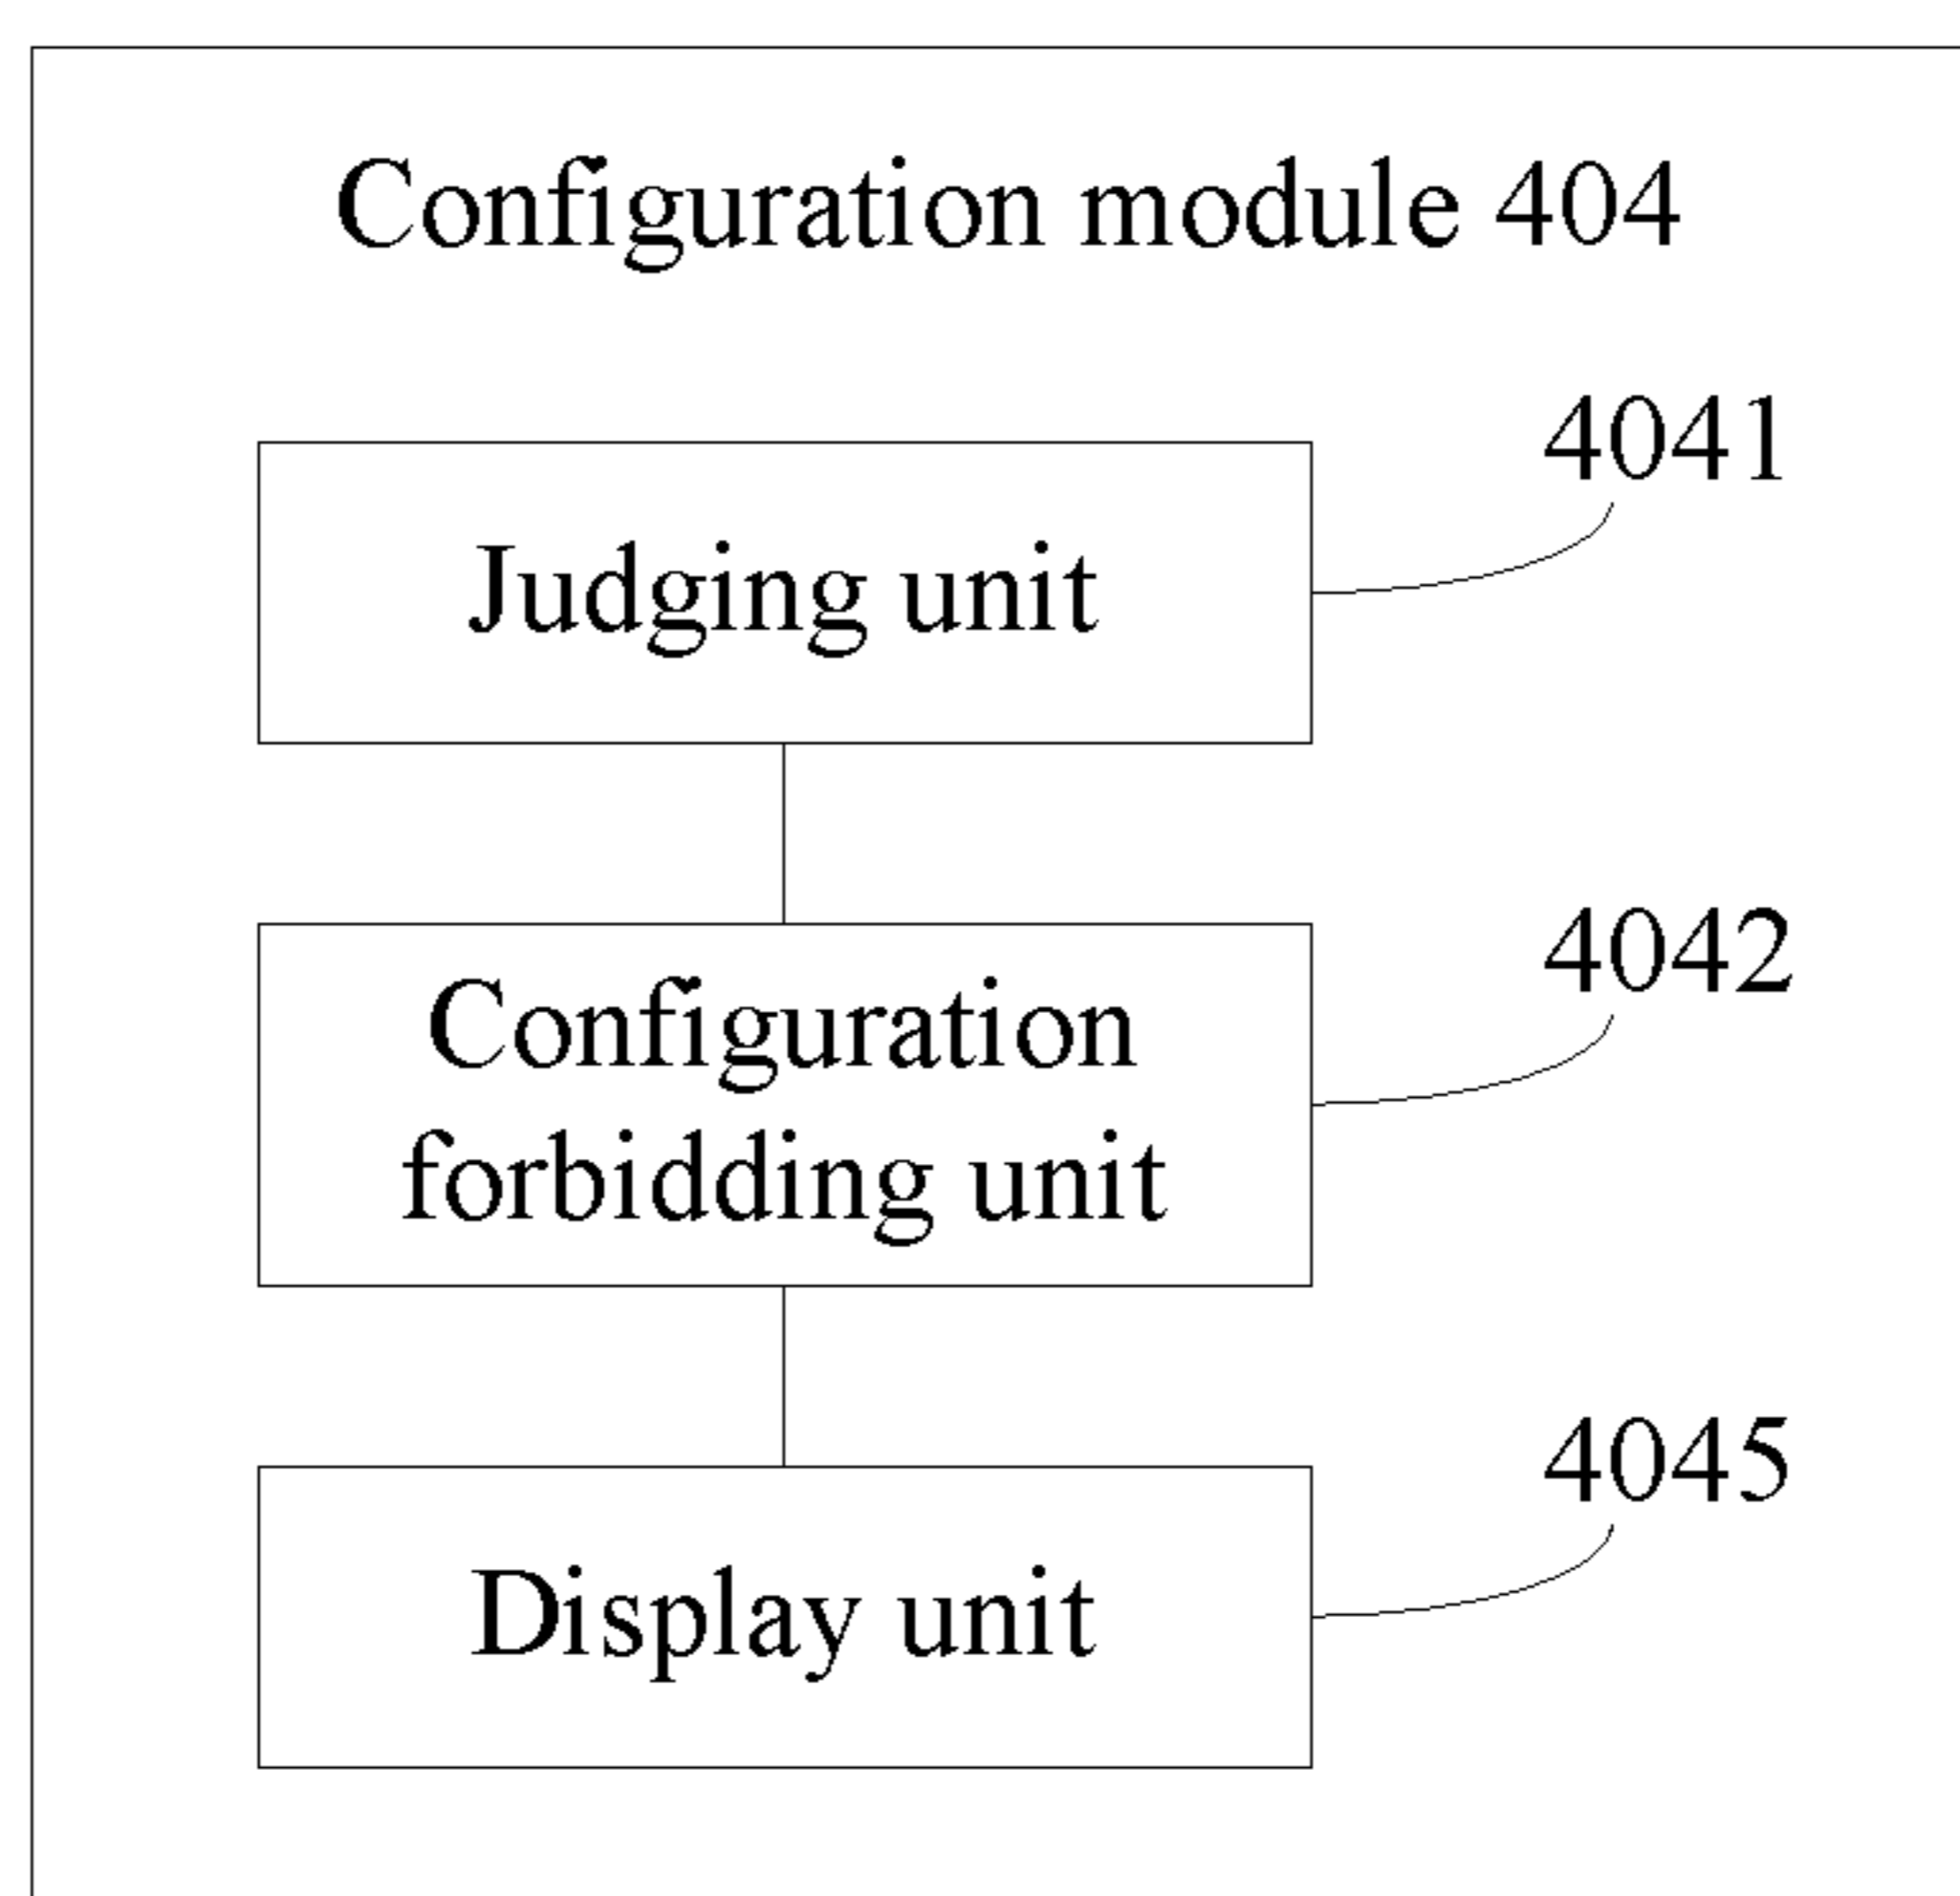 Configuration module 404
4041
Judging unit
4042
Configuration
forbidding unit
4045
Display unit